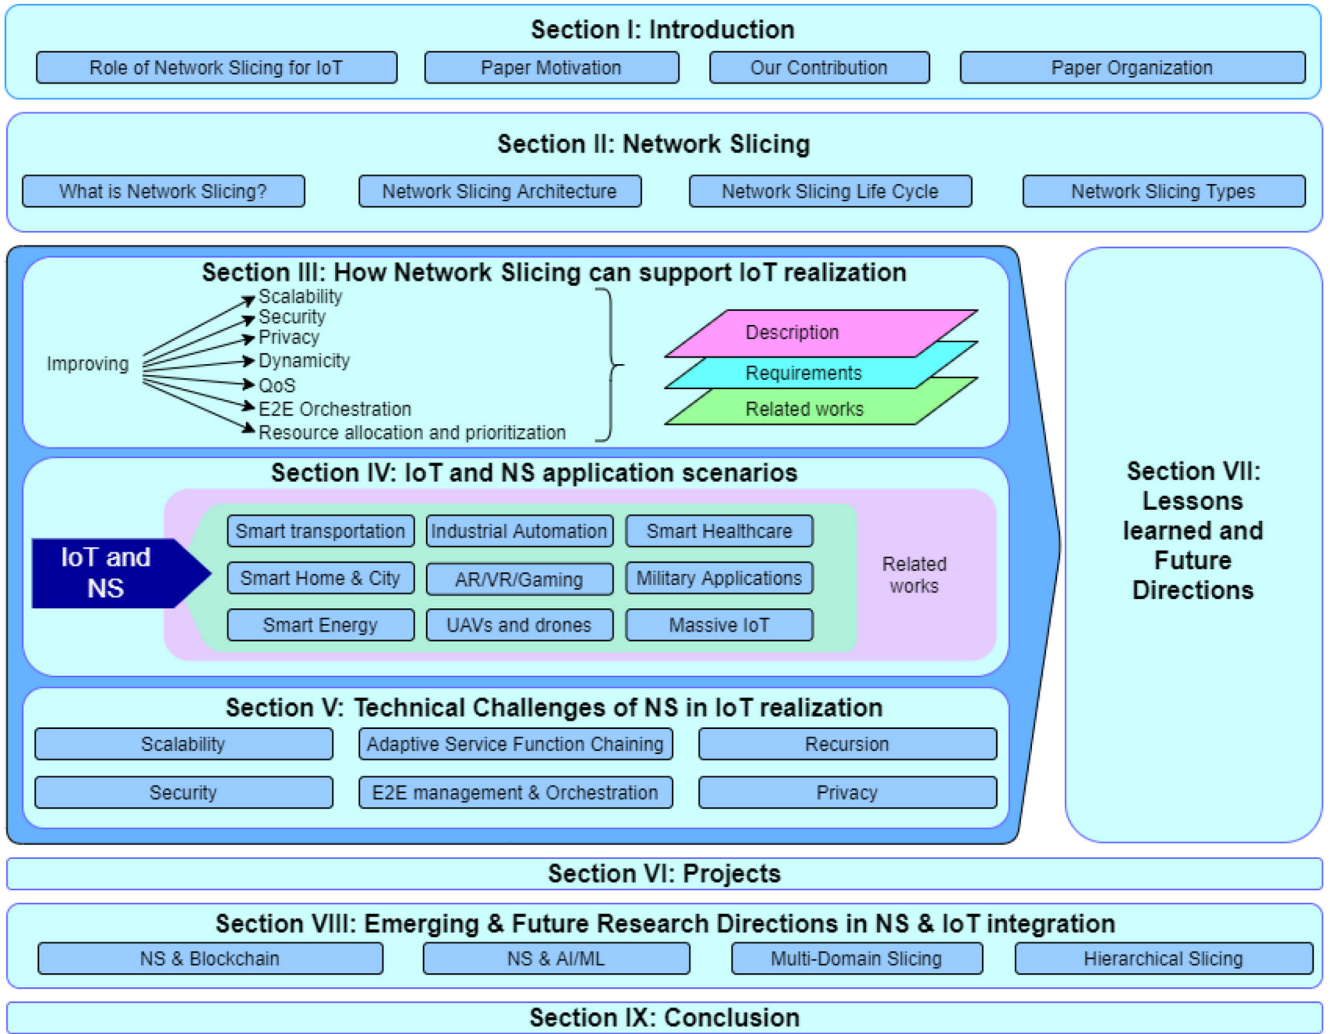 Section I: Introduction
Role of Network Slicing for IoT
Paper Motivation
Our Contribution
Paper Organization
Section II: Network Slicing
What is Network Slicing?
Network Slicing Architecture
Network Slicing Life Cycle
Network Slicing Types
Section III: How Network Slicing can support IoT realization
Improving
Scalability
Security
Privacy
Dynamicity
QoS
E2E Orchestration
Resource allocation and prioritization
Description
Requirements
Related works
Section IV: IoT and NS application scenarios
IoT and
NS
Smart transportation
Industrial Automation
Smart Healthcare
Smart Home & City
AR/VR/Gaming
Military Applications
Smart Energy
UAVs and drones
Massive IoT
Related
works
Section V: Technical Challenges of NS in IoT realization
Scalability
Adaptive Service Function Chaining
Recursion
Security
E2E management & Orchestration
Privacy
Section VII:
Lessons
learned and
Future
Directions
Section VI: Projects
Section VIII: Emerging & Future Research Directions in NS & IoT integration
NS & Blockchain
NS & AI/ML
Multi-Domain Slicing
Hierarchical Slicing
Section IX: Conclusion